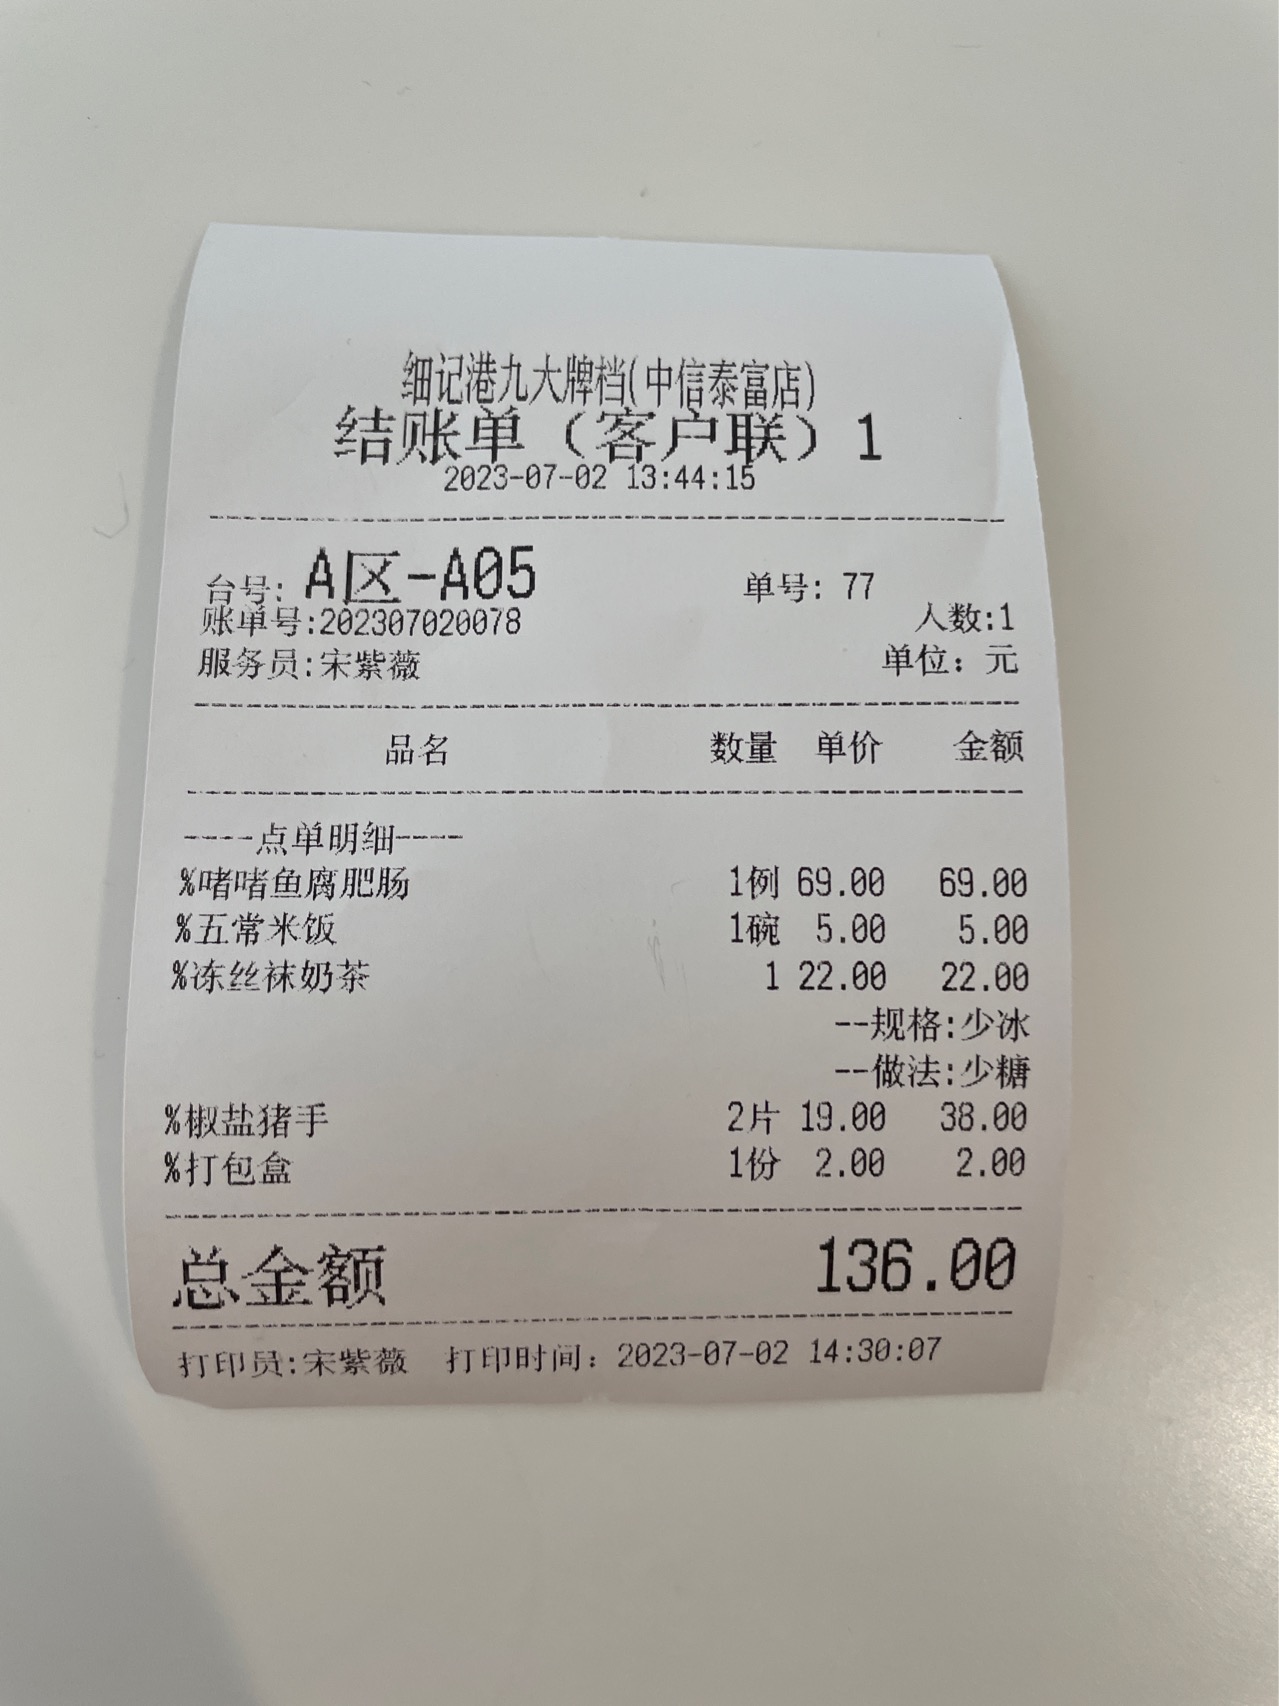 细记港九大牌档(中信泰富店)
结账单（客户联）1
2023-07-02 13:44:15
台号: A区-A05 单号: 77
账单号:202307020078 人数:1
服务员:宋紫薇 单位: 元
品名 数量 单价 金额
----点单明细----
%啫啫鱼腐肥肠 1例 69.00 69.00
%五常米饭 1碗 5.00 5.00
%冻丝袜奶茶 1 22.00 22.00
--规格:少冰
--做法:少糖
%椒盐猪手 2片 19.00 38.00
%打包盒 1份 2.00 2.00
总金额 136.00
打印员:宋紫薇 打印时间: 2023-07-02 14:30:07